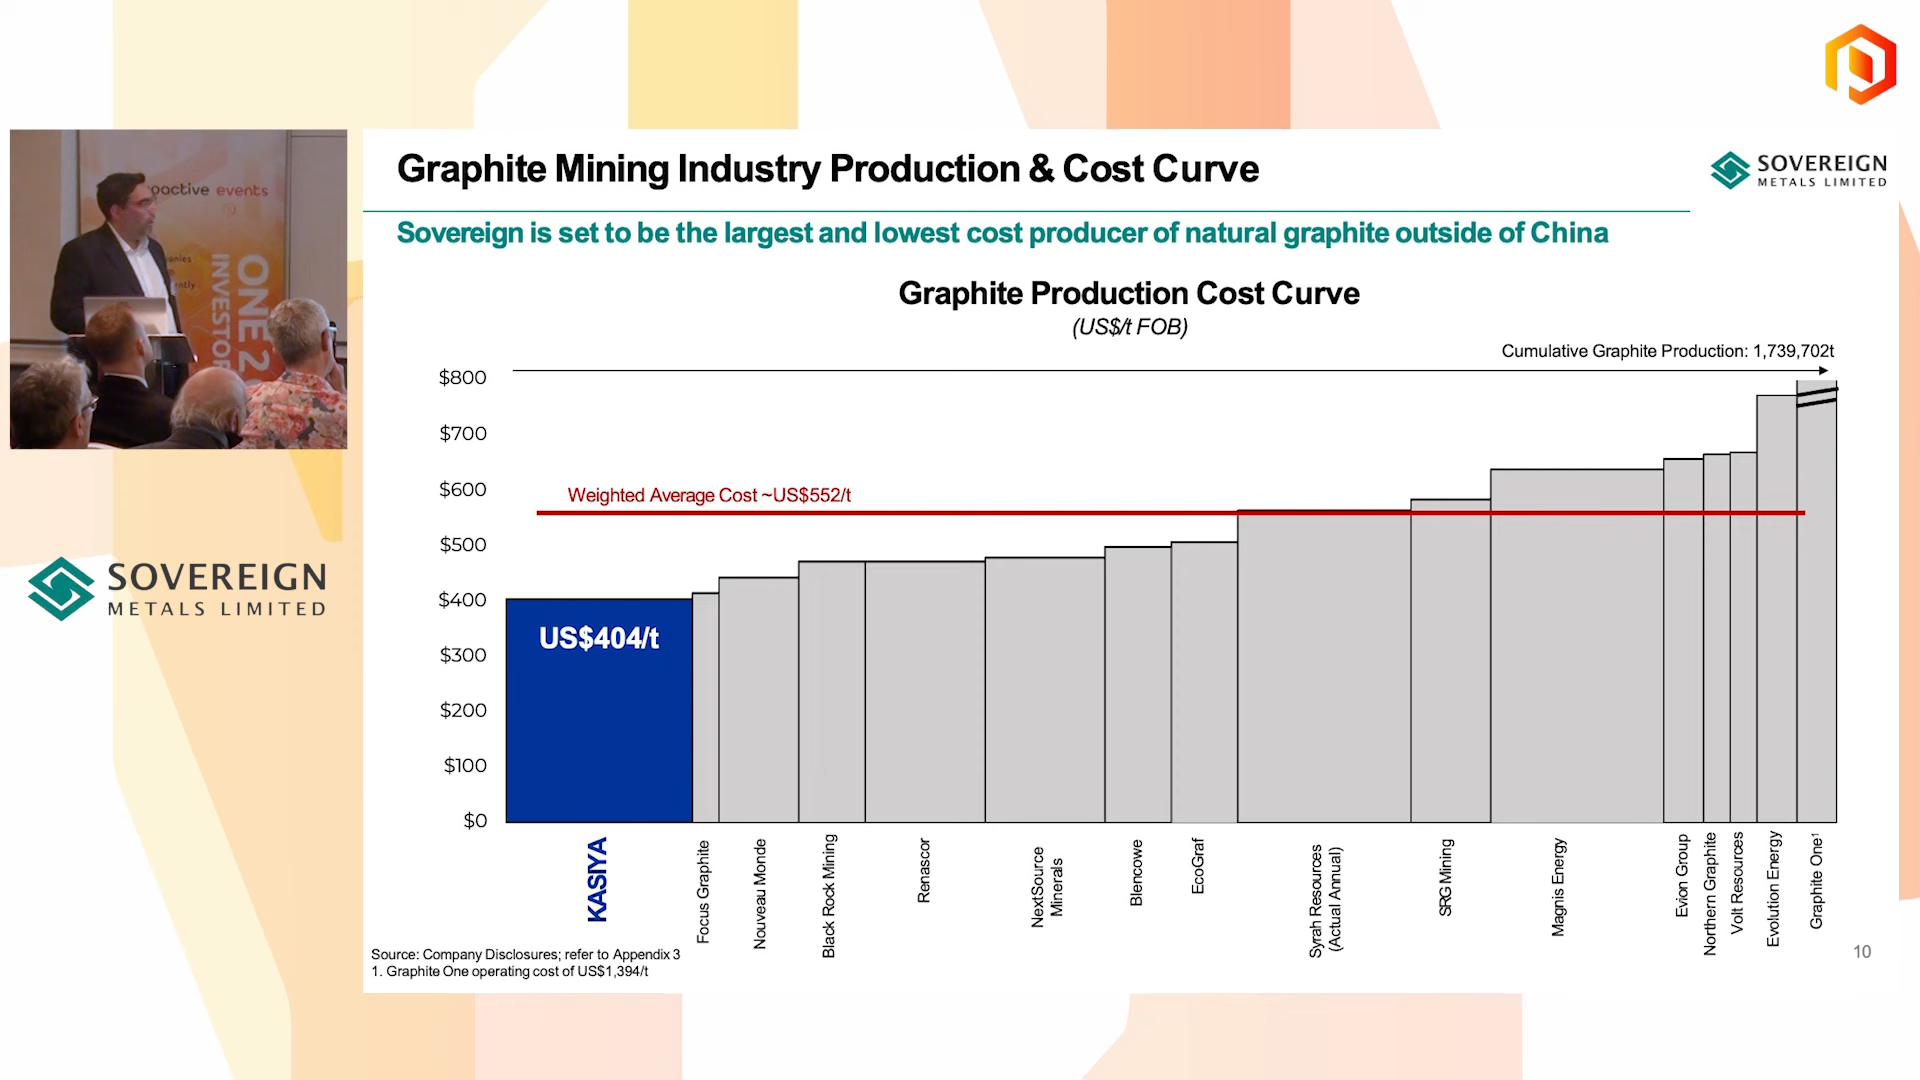 Graphite Mining Industry Production & Cost Curve
SOVEREIGN
METALS LIMITED
Sovereign is set to be the largest and lowest cost producer of natural graphite outside of China
Graphite Production Cost Curve
(US$/t FOB)
Cumulative Graphite Production: 1,739,702t
$800
$700
$600
$500
$400
$300
$200
$100
$0
Weighted Average Cost ~US$552/t
US$404/t
KASIYA
Focus Graphite
Nouveau Monde
Black Rock Mining
Renascor
NextSource
Minerals
Blencowe
EcoGraf
Syrah Resources
(Actual Annual)
SRG Mining
Magnis Energy
Evion Group
Northern Graphite
Volt Resources
Evolution Energy
Graphite One¹
Source: Company Disclosures; refer to Appendix 3
1. Graphite One operating cost of US$1,394/t
10
oactive events
ONE 2
INVESTOR
SOVEREIGN
METALS LIMITED